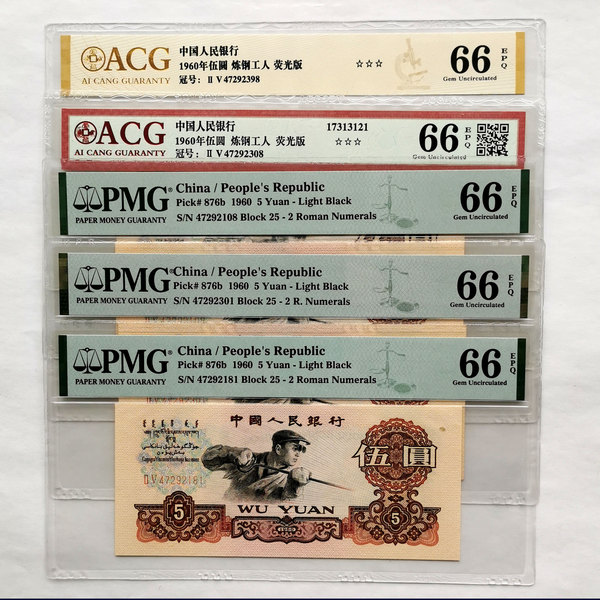 ACG
AI CANG GUARANTY
中国人民银行
1960年伍圆 炼钢工人 荧光版
冠号：ⅡⅤ47292398
☆☆☆
66
EPQ
Gem Uncirculated
ACG
AI CANG GUARANTY
中国人民银行
17313121
1960年伍圆 炼钢工人 荧光版
☆☆☆
冠号：ⅡⅤ47292308
66
EPQ
Gem Uncirculated
PMG®
PAPER MONEY GUARANTY
China / People's Republic
Pick# 876b 1960 5 Yuan - Light Black
S/N 47292108 Block 25 - 2 Roman Numerals
66
EPQ
Gem Uncirculated
PMG®
PAPER MONEY GUARANTY
China / People's Republic
Pick# 876b 1960 5 Yuan - Light Black
S/N 47292301 Block 25 - 2 R. Numerals
66
EPQ
Gem Uncirculated
PMG®
PAPER MONEY GUARANTY
China / People's Republic
Pick# 876b 1960 5 Yuan - Light Black
S/N 47292181 Block 25 - 2 Roman Numerals
66
EPQ
Gem Uncirculated
中國人民銀行
伍圓
ⅡⅤ47292181
WU YUAN
5
5